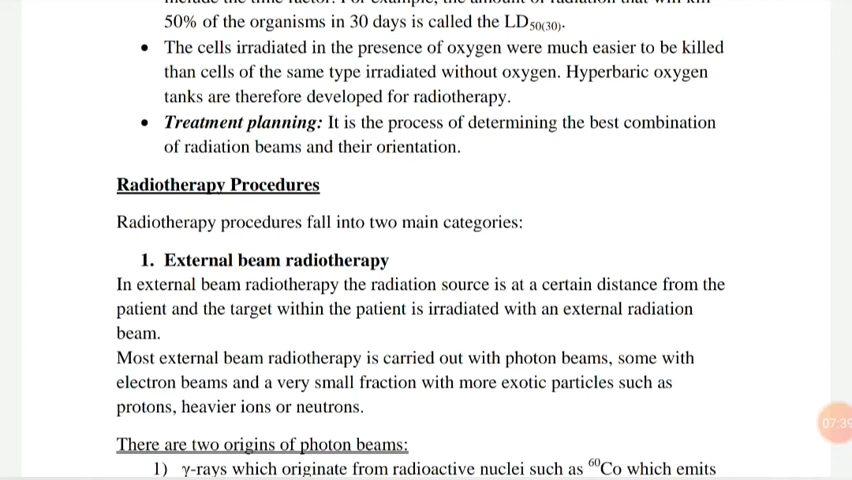 50% of the organisms in 30 days is called the LD50(30).
• The cells irradiated in the presence of oxygen were much easier to be killed
than cells of the same type irradiated without oxygen. Hyperbaric oxygen
tanks are therefore developed for radiotherapy.
• Treatment planning: It is the process of determining the best combination
of radiation beams and their orientation.
Radiotherapy Procedures
Radiotherapy procedures fall into two main categories:
1. External beam radiotherapy
In external beam radiotherapy the radiation source is at a certain distance from the
patient and the target within the patient is irradiated with an external radiation
beam.
Most external beam radiotherapy is carried out with photon beams, some with
electron beams and a very small fraction with more exotic particles such as
protons, heavier ions or neutrons.
07:39
There are two origins of photon beams:
1) γ-rays which originate from radioactive nuclei such as ⁶⁰Co which emits